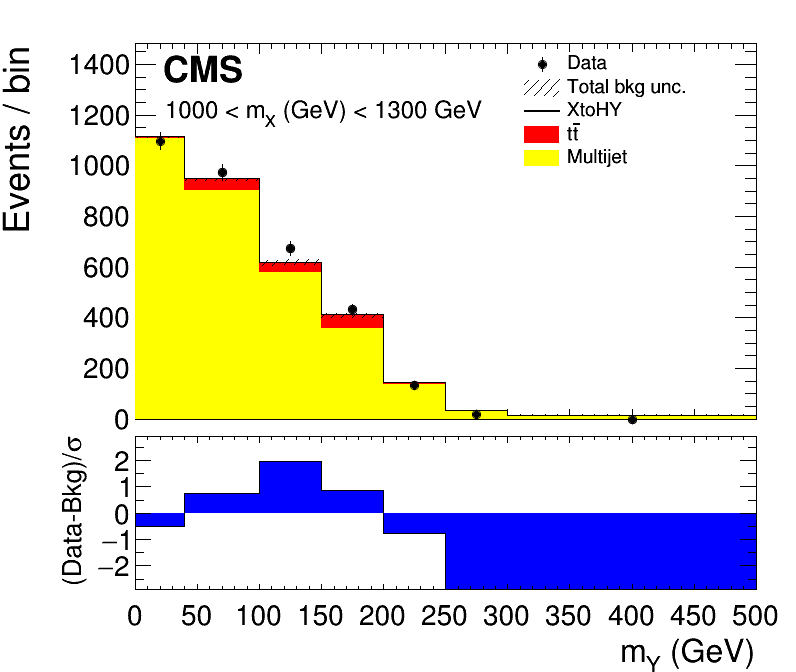 Events / bin
1400
1200
1000
800
600
400
200
0
CMS
1000 < mX (GeV) < 1300 GeV
Data
Total bkg unc.
XtoHY
tt̄
Multijet
(Data-Bkg)/σ
2
1
0
−1
−2
0 50 100 150 200 250 300 350 400 450 500
mY (GeV)